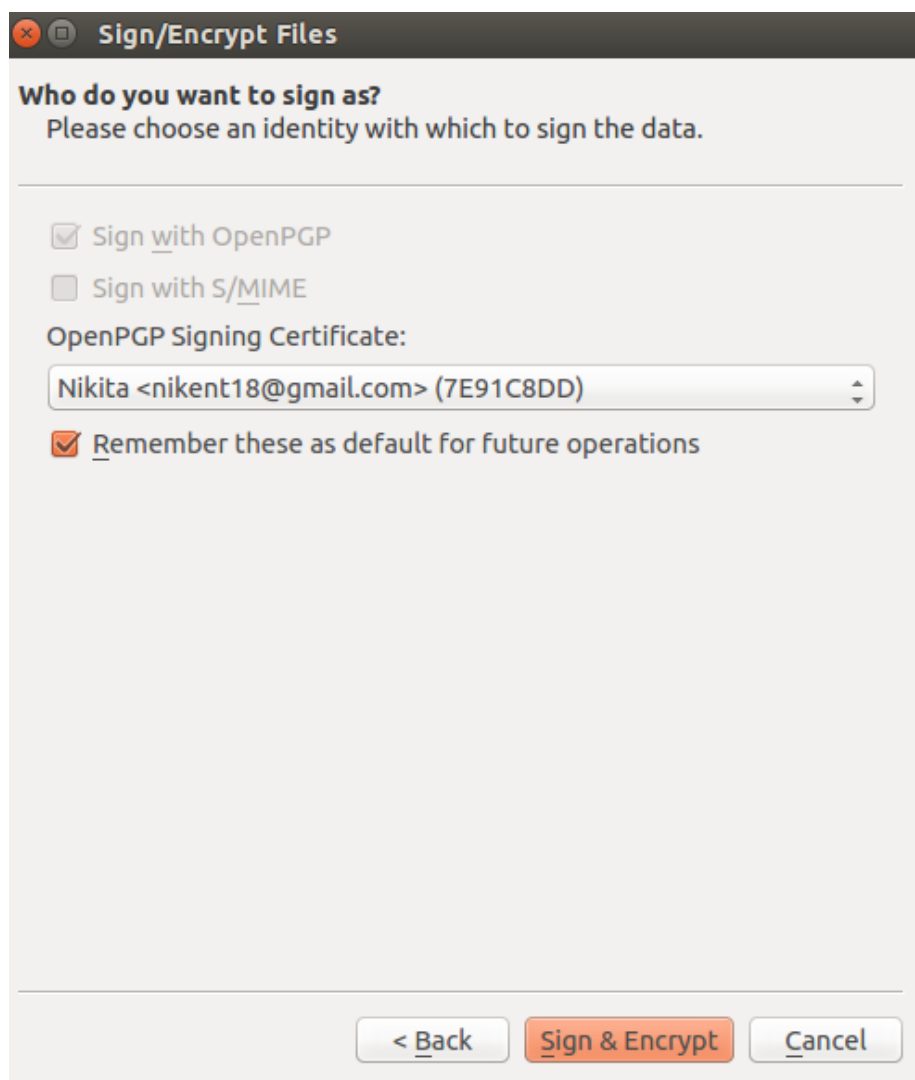 Sign/Encrypt Files
Who do you want to sign as?
Please choose an identity with which to sign the data.
Sign with OpenPGP
Sign with S/MIME
OpenPGP Signing Certificate:
Nikita <nikent18@gmail.com> (7E91C8DD)
Remember these as default for future operations
< Back Sign & Encrypt Cancel